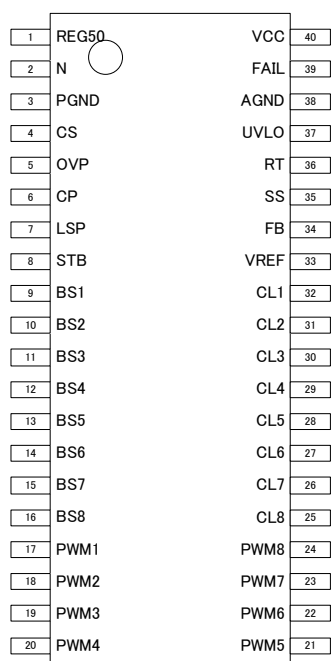 1 REG50 VCC 40
2 N FAIL 39
3 PGND AGND 38
4 CS UVLO 37
5 OVP RT 36
6 CP SS 35
7 LSP FB 34
8 STB VREF 33
9 BS1 CL1 32
10 BS2 CL2 31
11 BS3 CL3 30
12 BS4 CL4 29
13 BS5 CL5 28
14 BS6 CL6 27
15 BS7 CL7 26
16 BS8 CL8 25
17 PWM1 PWM8 24
18 PWM2 PWM7 23
19 PWM3 PWM6 22
20 PWM4 PWM5 21